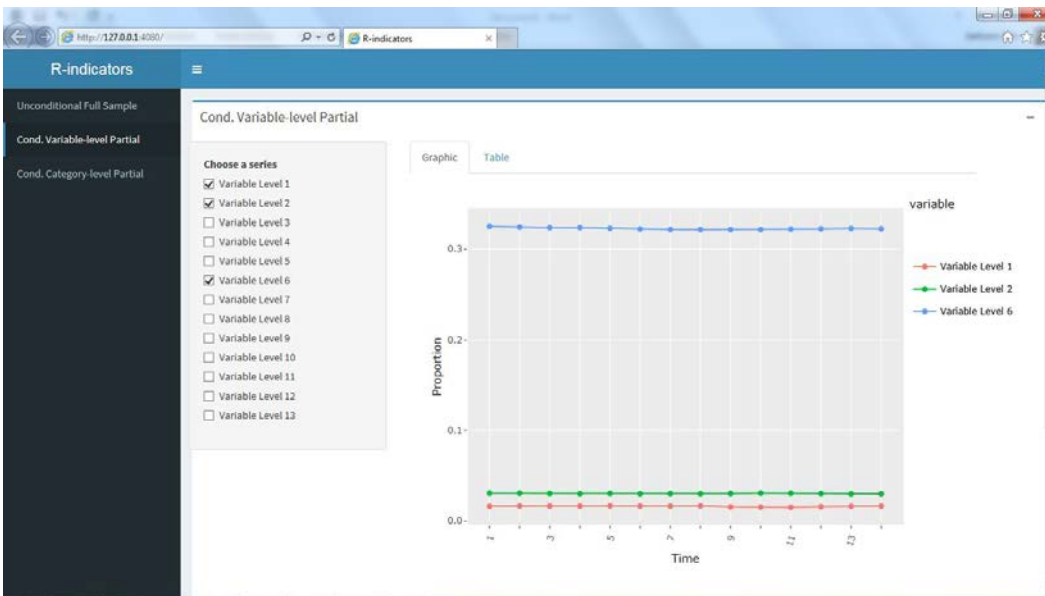 http://127.0.0.1:4080/
R-indicators
R-indicators
Unconditional Full Sample
Cond. Variable-level Partial
Cond. Category-level Partial
Cond. Variable-level Partial
Choose a series
Variable Level 1
Variable Level 2
Variable Level 3
Variable Level 4
Variable Level 5
Variable Level 6
Variable Level 7
Variable Level 8
Variable Level 9
Variable Level 10
Variable Level 11
Variable Level 12
Variable Level 13
Graphic Table
variable
Variable Level 1
Variable Level 2
Variable Level 6
Proportion
0.3
0.2
0.1
0.0
1 3 5 7 9 11 13
Time